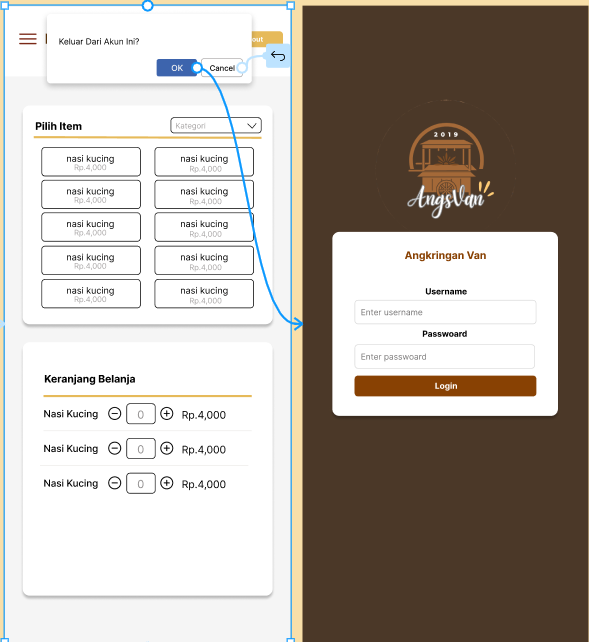 Keluar Dari Akun Ini?
out
OK
Cancel
Pilih Item
Kategori
nasi kucing
Rp.4,000
nasi kucing
Rp.4,000
nasi kucing
Rp.4,000
nasi kucing
Rp.4,000
nasi kucing
Rp.4,000
nasi kucing
Rp.4,000
nasi kucing
Rp.4,000
nasi kucing
Rp.4,000
nasi kucing
Rp.4,000
nasi kucing
Rp.4,000
Keranjang Belanja
Nasi Kucing 0 Rp.4,000
Nasi Kucing 0 Rp.4,000
Nasi Kucing 0 Rp.4,000
2019
AngsVan
Angkringan Van
Username
Enter username
Passwoard
Enter passwoard
Login